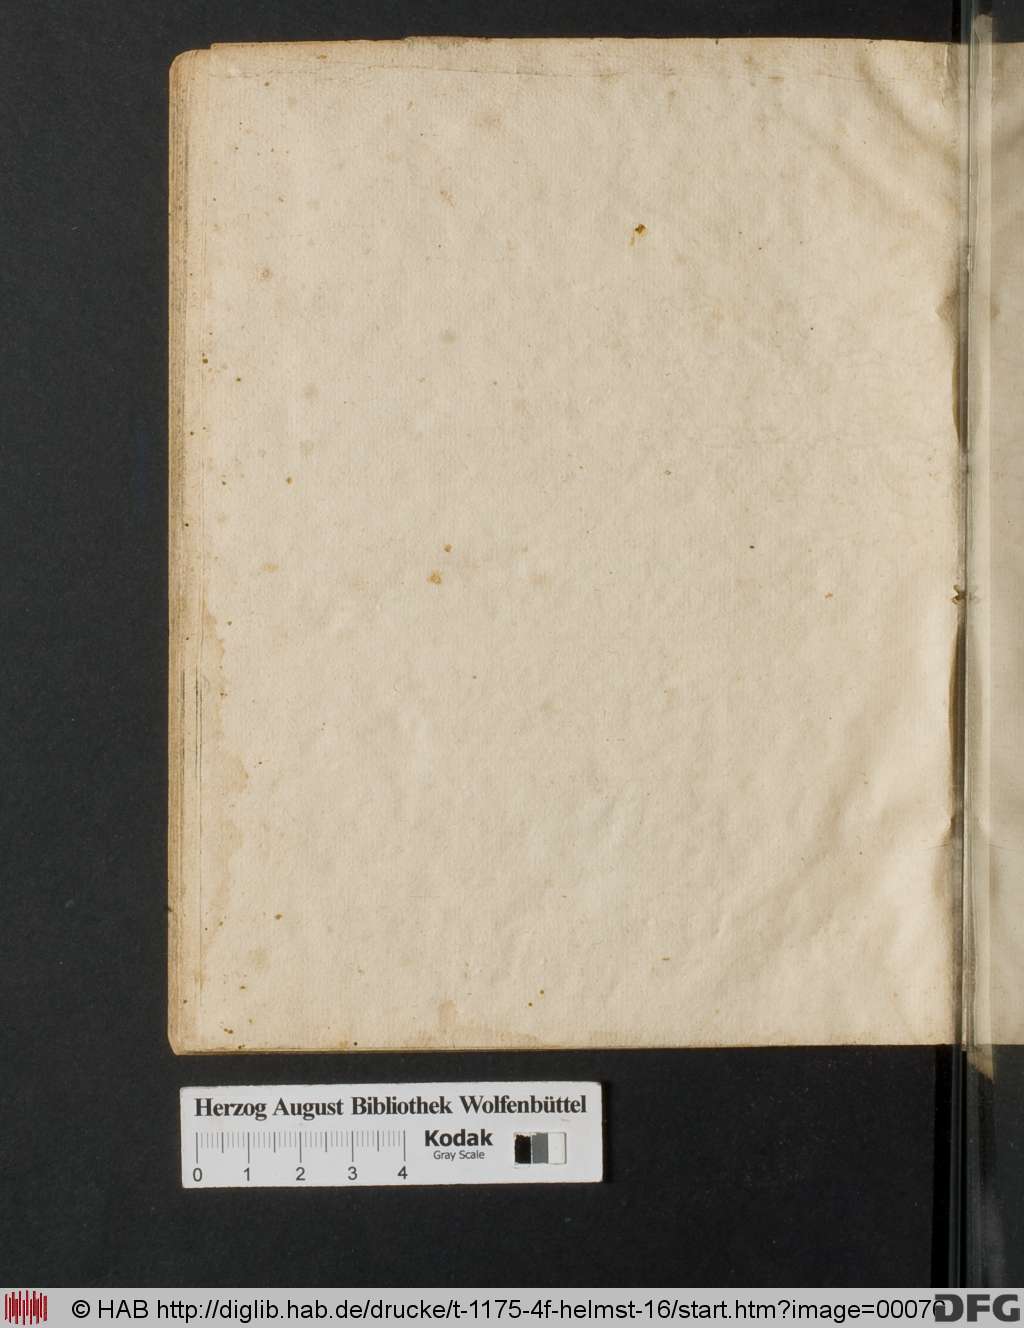 Herzog August Bibliothek Wolfenbüttel
Kodak
Gray Scale
0 1 2 3 4
© HAB http://diglib.hab.de/drucke/t-1175-4f-helmst-16/start.htm?image=00076
DFG